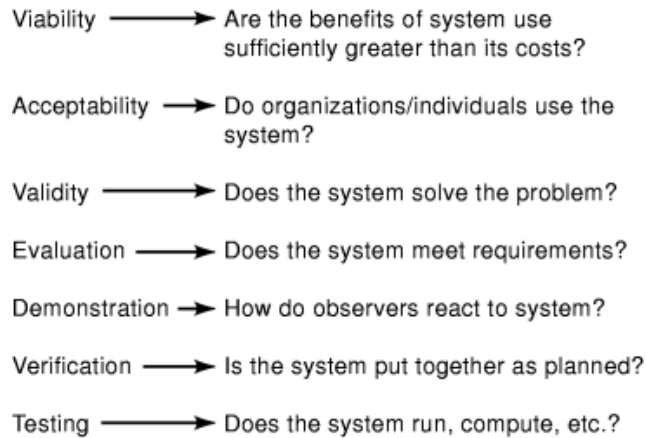 Viability Are the benefits of system use
sufficiently greater than its costs?
Acceptability Do organizations/individuals use the
system?
Validity Does the system solve the problem?
Evaluation Does the system meet requirements?
Demonstration How do observers react to system?
Verification Is the system put together as planned?
Testing Does the system run, compute, etc.?